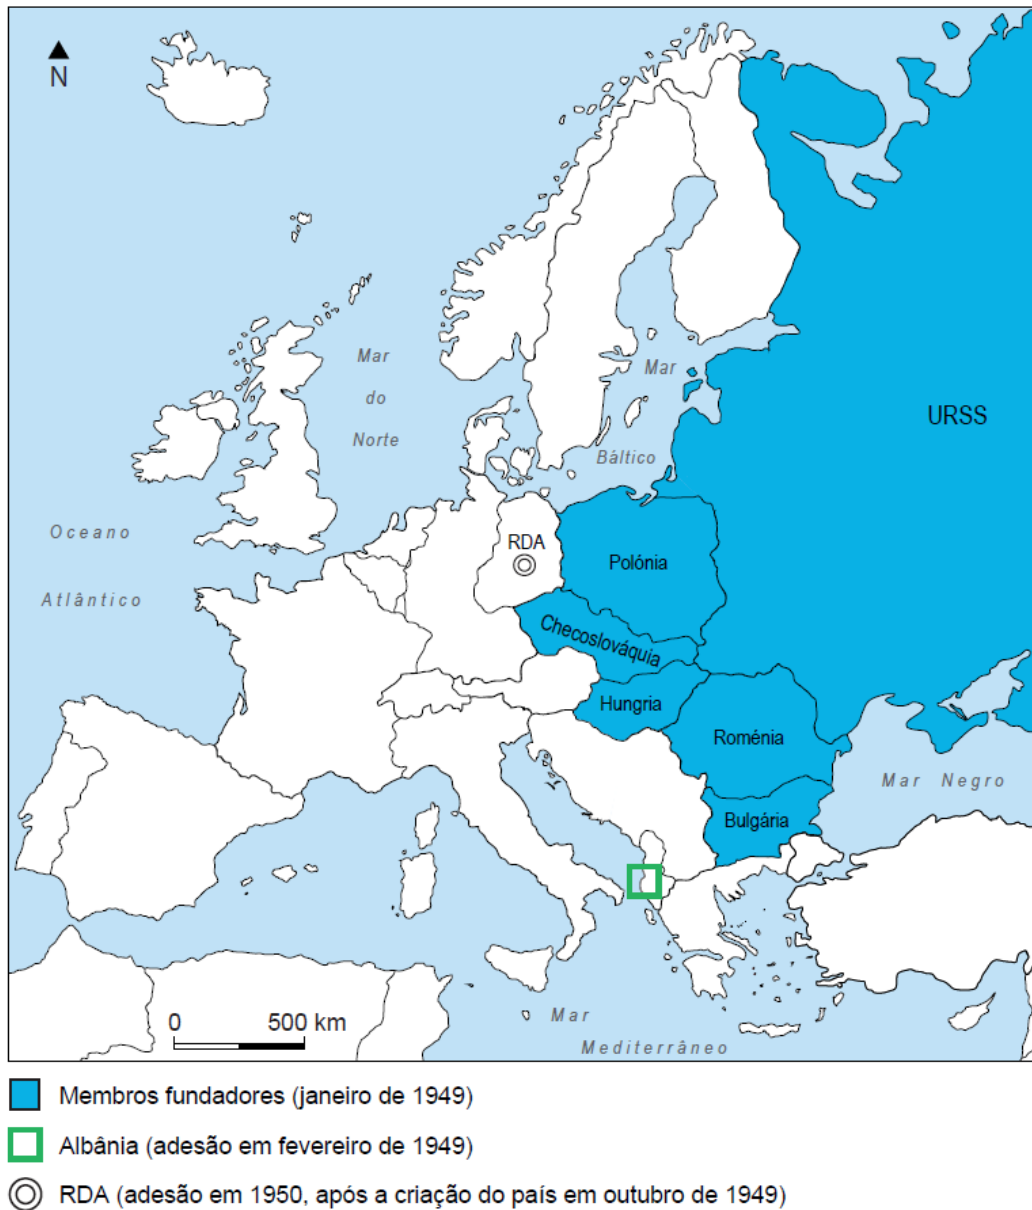 N
Mar
do
Norte
Mar
Báltico
URSS
Oceano
Atlântico
RDA
Polónia
Checoslováquia
Hungria
Roménia
Mar Negro
Bulgária
0 500 km
Mar
Mediterrâneo
Membros fundadores (janeiro de 1949)
Albânia (adesão em fevereiro de 1949)
RDA (adesão em 1950, após a criação do país em outubro de 1949)